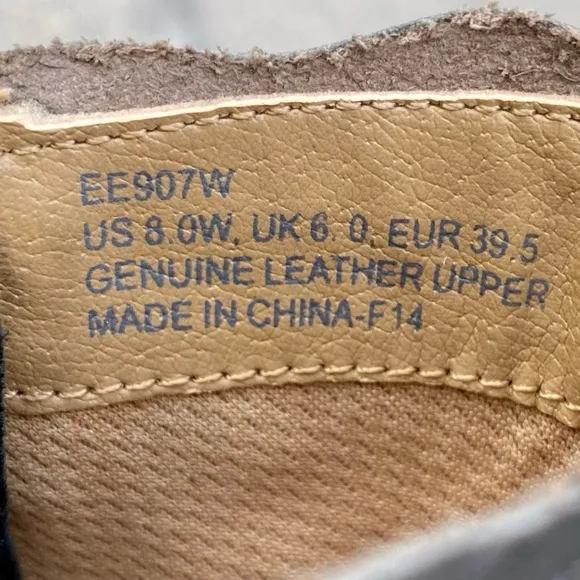 EE907W
US 8.0W, UK 6.0, EUR 39.5
GENUINE LEATHER UPPER
MADE IN CHINA-F14